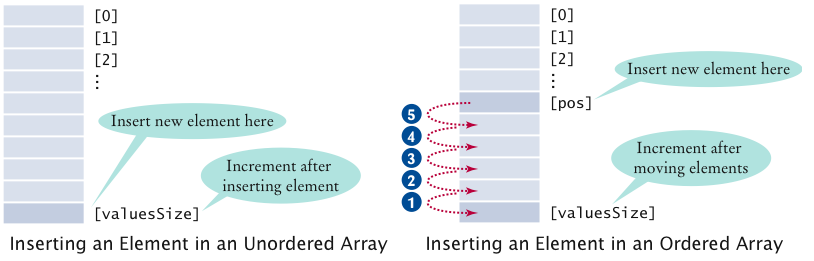 [0]
[1]
[2]
⋮
Insert new element here
Increment after
inserting element
[valuesSize]
Inserting an Element in an Unordered Array
[0]
[1]
[2]
⋮
Insert new element here
[pos]
5
4
3
2
1
Increment after
moving elements
[valuesSize]
Inserting an Element in an Ordered Array